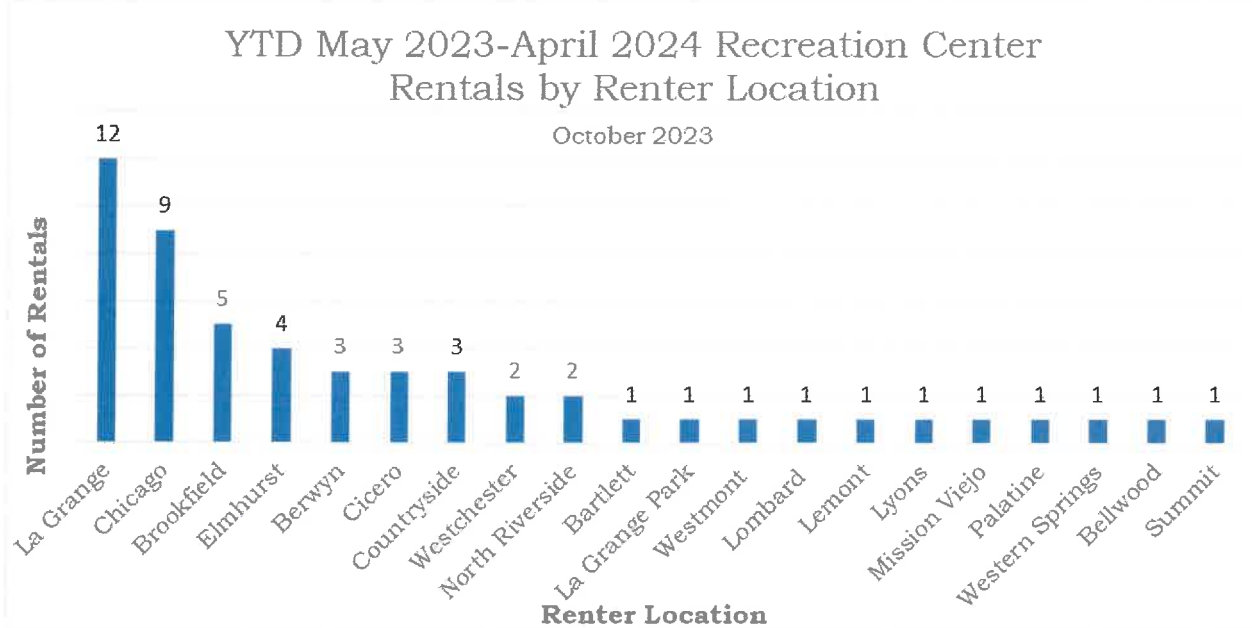 YTD May 2023-April 2024 Recreation Center
Rentals by Renter Location
October 2023
Number of Rentals
12
9
5
4
3
3
3
2
2
1
1
1
1
1
1
1
1
1
1
1
La Grange
Chicago
Brookfield
Elmhurst
Berwyn
Cicero
Countryside
Westchester
North Riverside
Bartlett
La Grange Park
Westmont
Lombard
Lemont
Lyons
Mission Viejo
Palatine
Western Springs
Bellwood
Summit
Renter Location